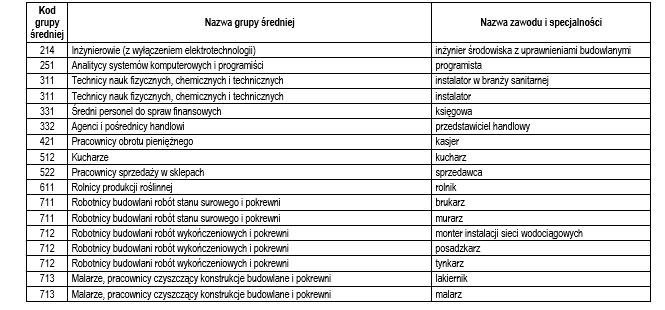 Kod grupy średniej | Nazwa grupy średniej | Nazwa zawodu i specjalności
214 | Inżynierowie (z wyłączeniem elektrotechnologii) | inżynier środowiska z uprawnieniami budowlanymi
251 | Analitycy systemów komputerowych i programiści | programista
311 | Technicy nauk fizycznych, chemicznych i technicznych | instalator w branży sanitarnej
311 | Technicy nauk fizycznych, chemicznych i technicznych | instalator
331 | Średni personel do spraw finansowych | księgowa
332 | Agenci i pośrednicy handlowi | przedstawiciel handlowy
421 | Pracownicy obrotu pieniężnego | kasjer
512 | Kucharze | kucharz
522 | Pracownicy sprzedaży w sklepach | sprzedawca
611 | Rolnicy produkcji roślinnej | rolnik
711 | Robotnicy budowlani robót stanu surowego i pokrewni | brukarz
711 | Robotnicy budowlani robót stanu surowego i pokrewni | murarz
712 | Robotnicy budowlani robót wykończeniowych i pokrewni | monter instalacji sieci wodociągowych
712 | Robotnicy budowlani robót wykończeniowych i pokrewni | posadzkarz
712 | Robotnicy budowlani robót wykończeniowych i pokrewni | tynkarz
713 | Malarze, pracownicy czyszczący konstrukcje budowlane i pokrewni | lakiernik
713 | Malarze, pracownicy czyszczący konstrukcje budowlane i pokrewni | malarz